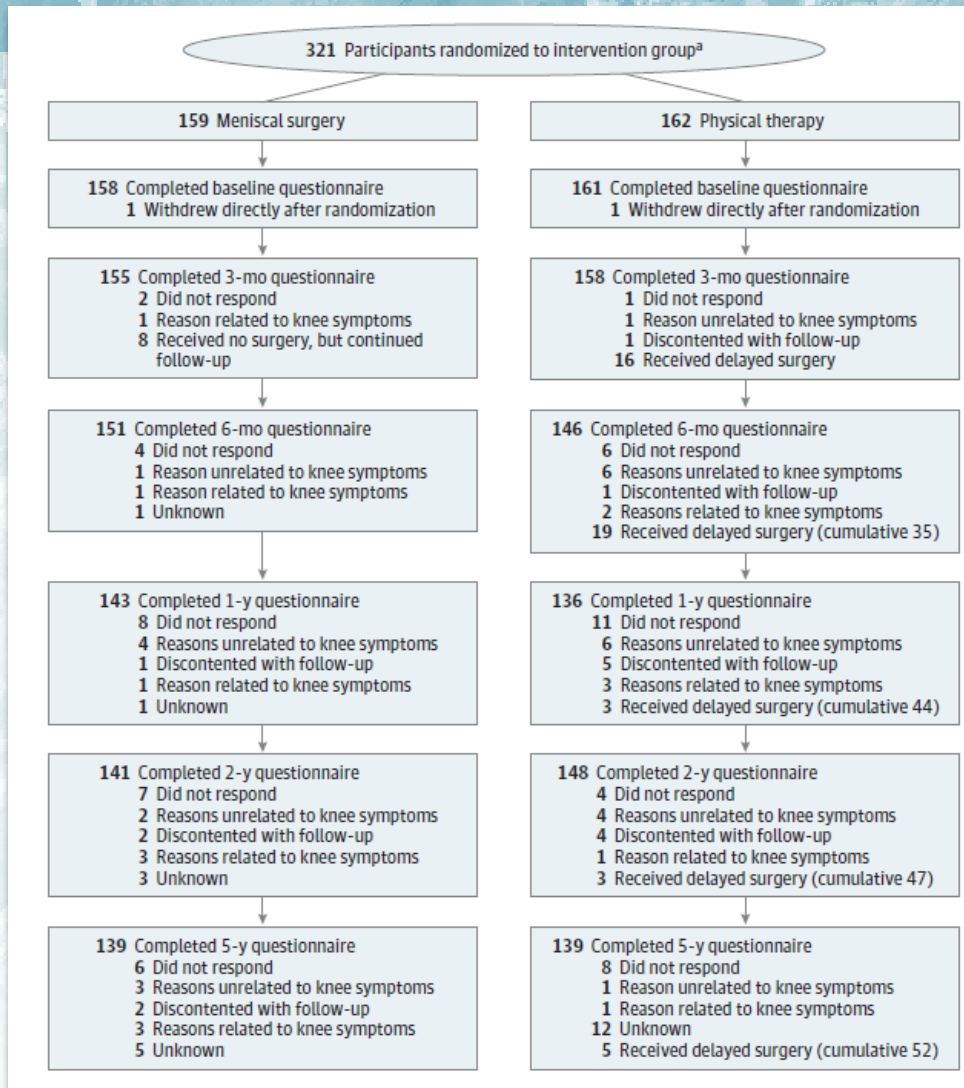 321 Participants randomized to intervention groupᵃ
159 Meniscal surgery
158 Completed baseline questionnaire
1 Withdrew directly after randomization
155 Completed 3-mo questionnaire
2 Did not respond
1 Reason related to knee symptoms
8 Received no surgery, but continued
follow-up
151 Completed 6-mo questionnaire
4 Did not respond
1 Reason unrelated to knee symptoms
1 Reason related to knee symptoms
1 Unknown
143 Completed 1-y questionnaire
8 Did not respond
4 Reasons unrelated to knee symptoms
1 Discontented with follow-up
1 Reason related to knee symptoms
1 Unknown
141 Completed 2-y questionnaire
7 Did not respond
2 Reasons unrelated to knee symptoms
2 Discontented with follow-up
3 Reasons related to knee symptoms
3 Unknown
139 Completed 5-y questionnaire
6 Did not respond
3 Reasons unrelated to knee symptoms
2 Discontented with follow-up
3 Reasons related to knee symptoms
5 Unknown
162 Physical therapy
161 Completed baseline questionnaire
1 Withdrew directly after randomization
158 Completed 3-mo questionnaire
1 Did not respond
1 Reason unrelated to knee symptoms
1 Discontented with follow-up
16 Received delayed surgery
146 Completed 6-mo questionnaire
6 Did not respond
6 Reasons unrelated to knee symptoms
1 Discontented with follow-up
2 Reasons related to knee symptoms
19 Received delayed surgery (cumulative 35)
136 Completed 1-y questionnaire
11 Did not respond
6 Reasons unrelated to knee symptoms
5 Discontented with follow-up
3 Reasons related to knee symptoms
3 Received delayed surgery (cumulative 44)
148 Completed 2-y questionnaire
4 Did not respond
4 Reasons unrelated to knee symptoms
4 Discontented with follow-up
1 Reason related to knee symptoms
3 Received delayed surgery (cumulative 47)
139 Completed 5-y questionnaire
8 Did not respond
1 Reason unrelated to knee symptoms
1 Reason related to knee symptoms
12 Unknown
5 Received delayed surgery (cumulative 52)